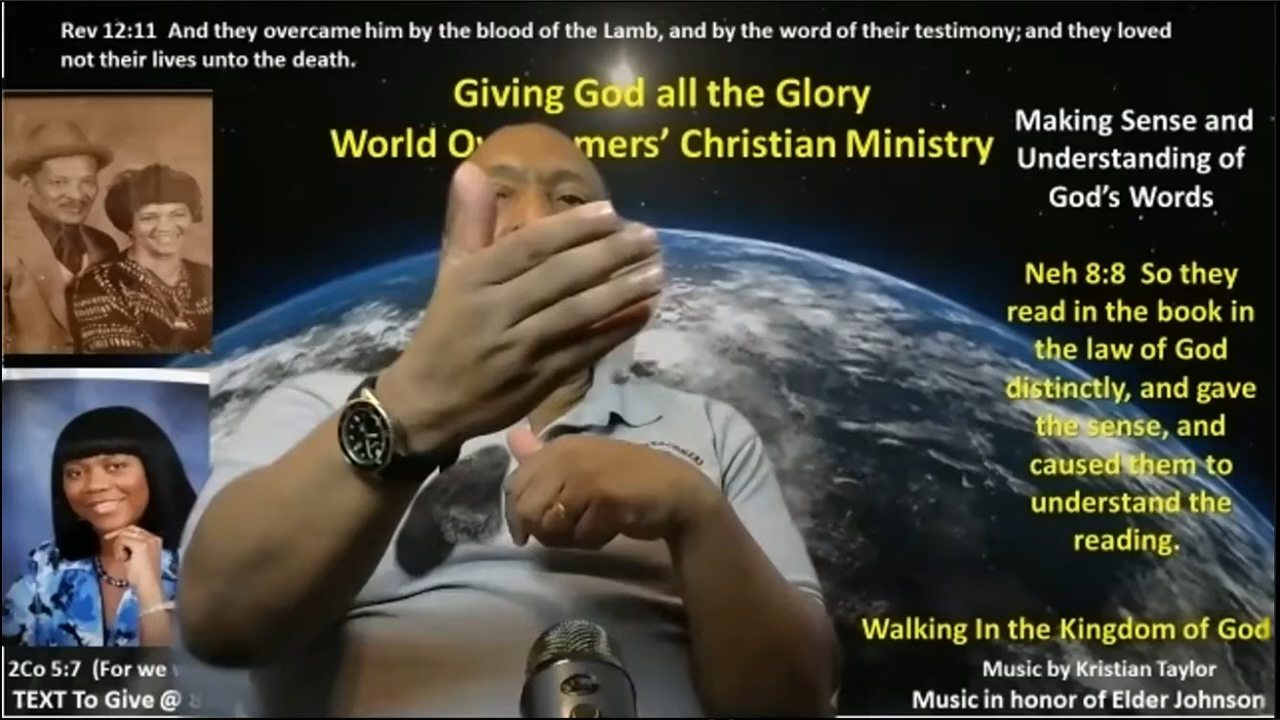 Rev 12:11 And they overcame him by the blood of the Lamb, and by the word of their testimony; and they loved
not their lives unto the death.
Giving God all the Glory
World Ov mers' Christian Ministry
Making Sense and
Understanding of
God's Words
Neh 8:8 So they
read in the book in
the law of God
distinctly, and gave
the sense, and
caused them to
understand the
reading.
Walking In the Kingdom of God
Music by Kristian Taylor
Music in honor of Elder Johnson
2Co 5:7 (For we
TEXT To Give @